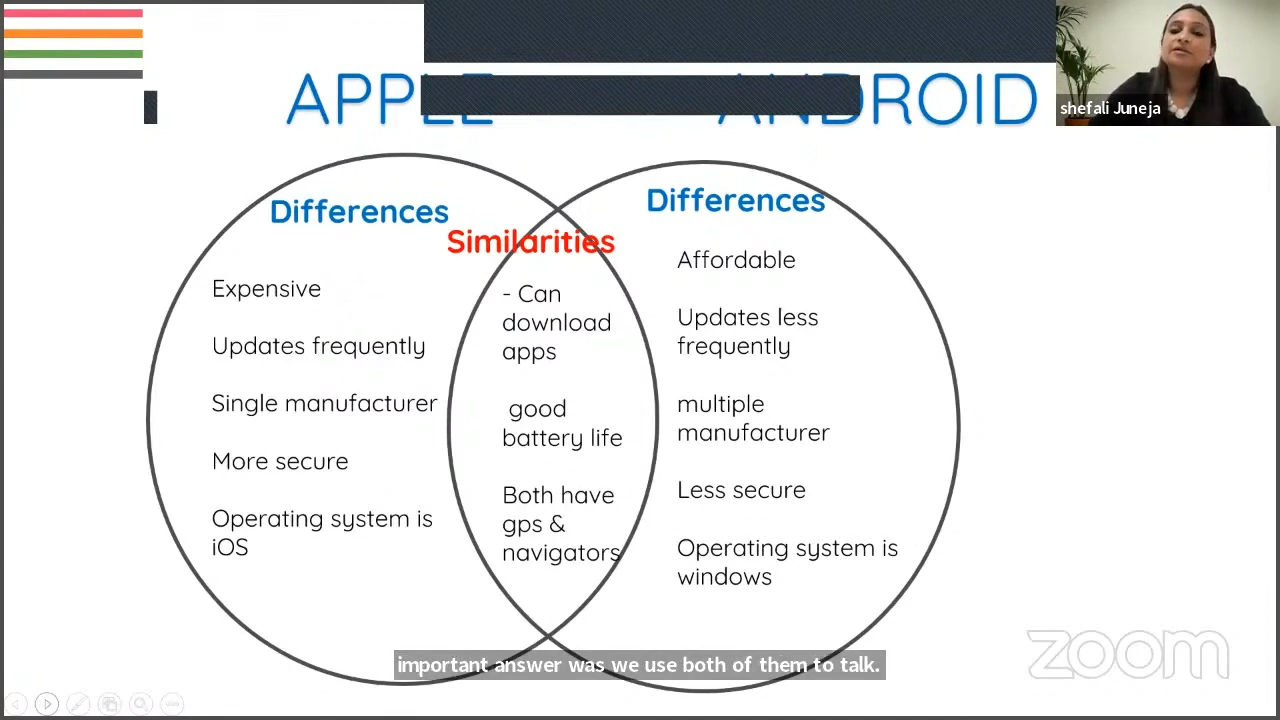 APPLE ANDROID
shefali Juneja
Differences
Expensive
Updates frequently
Single manufacturer
More secure
Operating system is
iOS
Similarities
- Can
download
apps
good
battery life
Both have
gps &
navigators
Differences
Affordable
Updates less
frequently
multiple
manufacturer
Less secure
Operating system is
windows
important answer was we use both of them to talk.
zoom